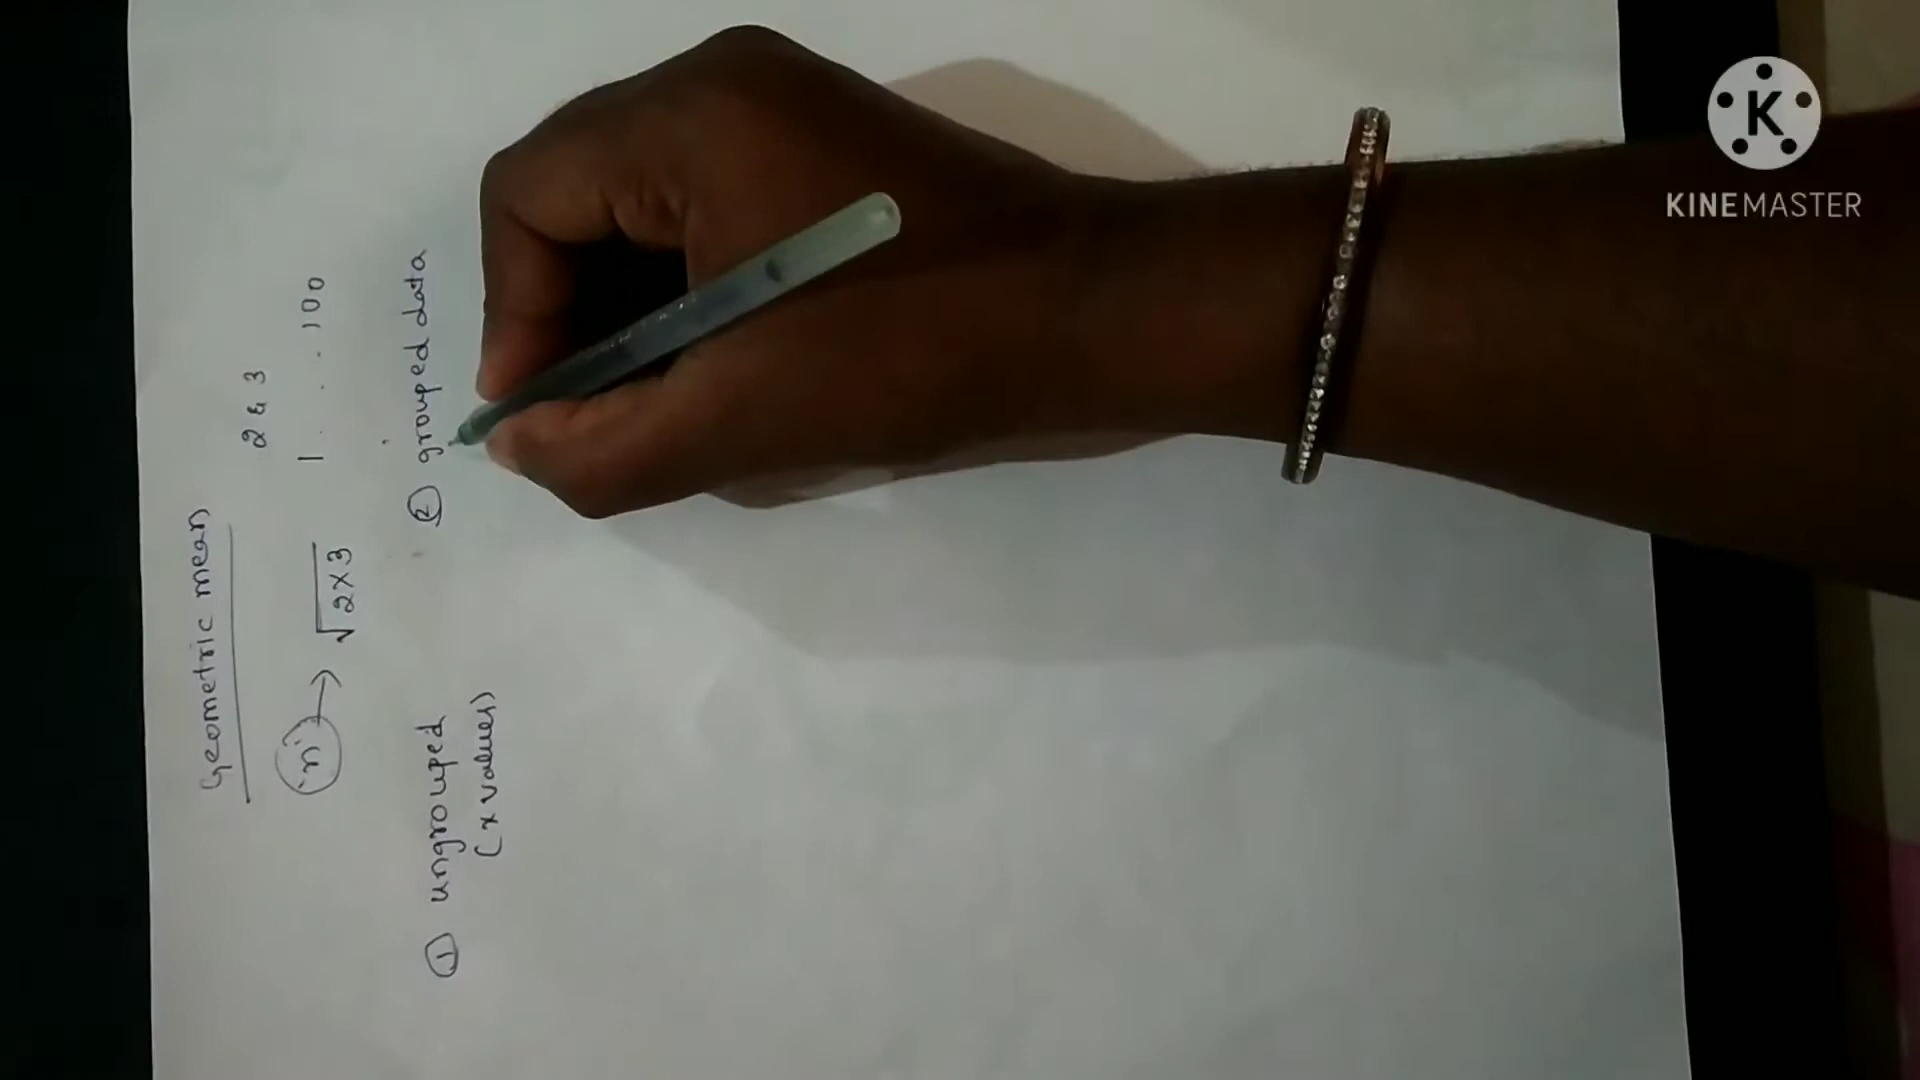 Geometric mean
2 & 3
'n' → √2×3
1 . . . . 100
① ungrouped
(x values)
② grouped data
KINEMASTER